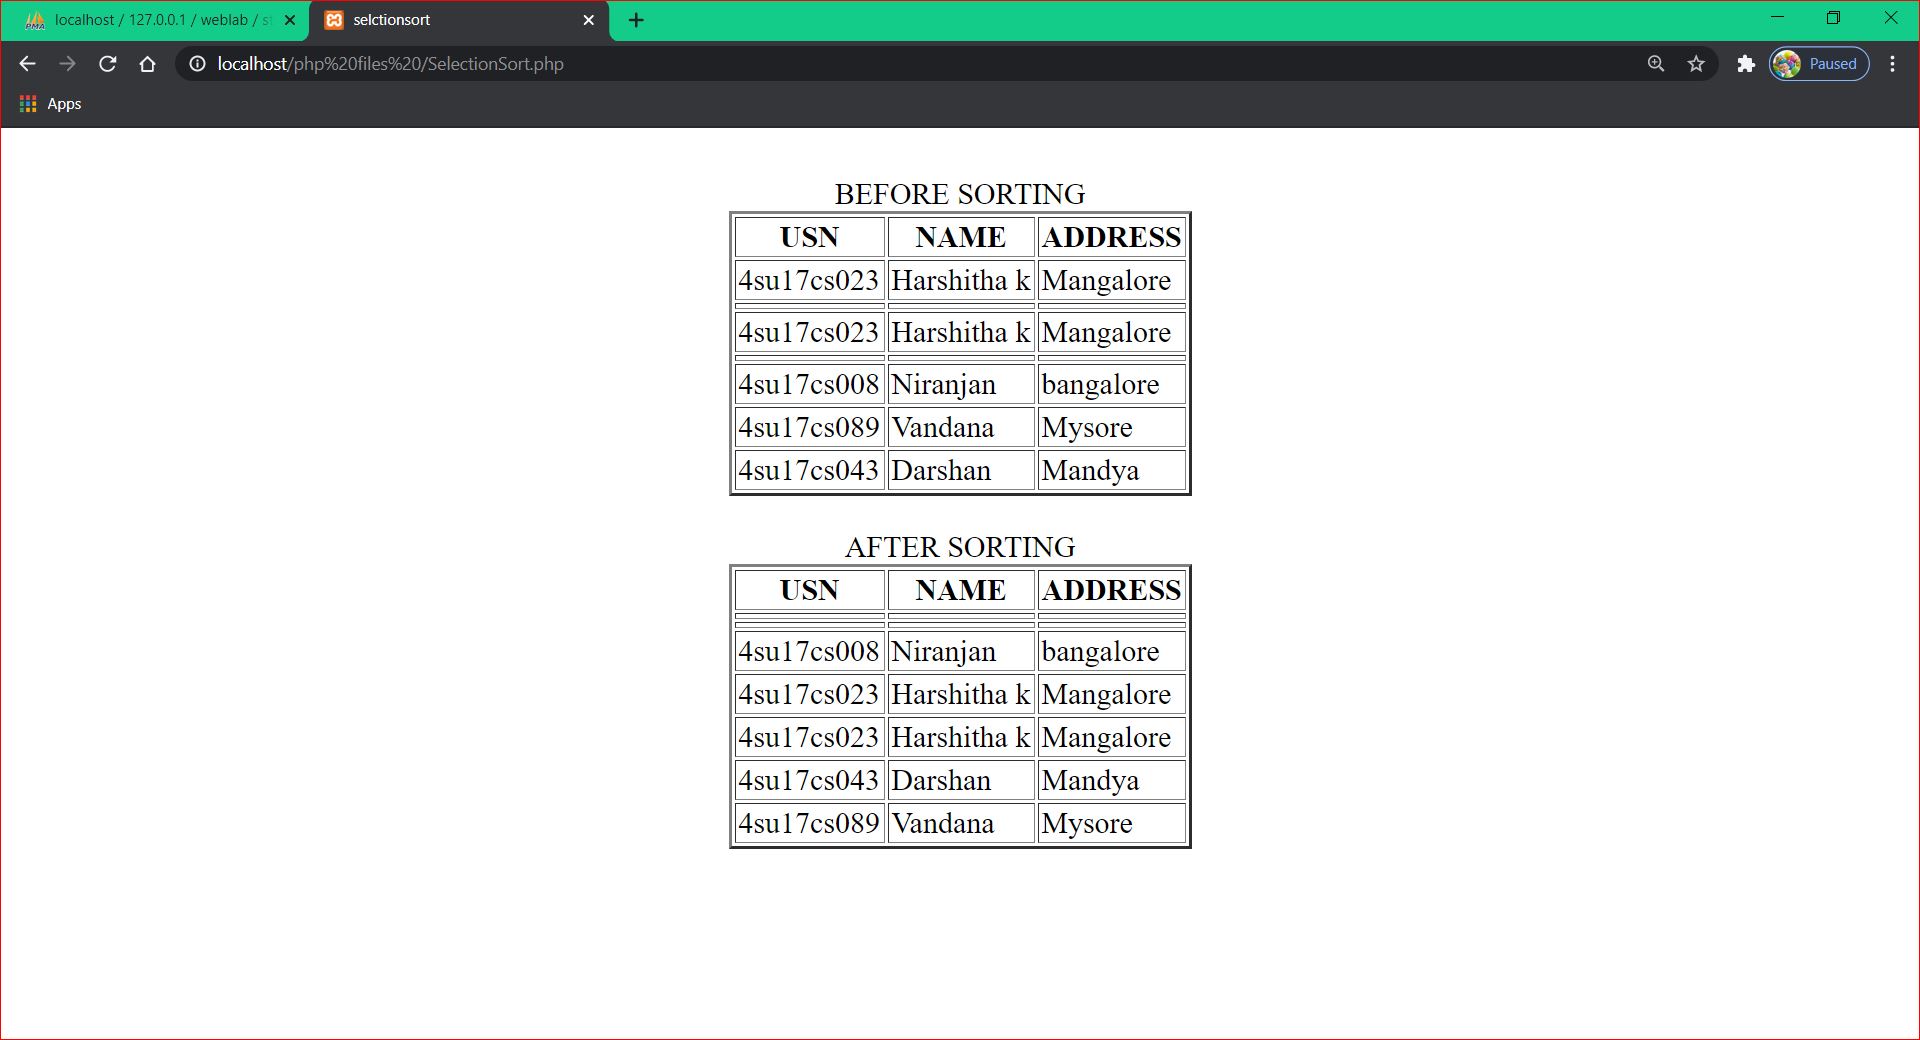 localhost / 127.0.0.1 / weblab / st
selctionsort
localhost/php%20files%20/SelectionSort.php
Paused
Apps
BEFORE SORTING
USN NAME ADDRESS
4su17cs023 Harshitha k Mangalore
4su17cs023 Harshitha k Mangalore
4su17cs008 Niranjan bangalore
4su17cs089 Vandana Mysore
4su17cs043 Darshan Mandya
AFTER SORTING
USN NAME ADDRESS
4su17cs008 Niranjan bangalore
4su17cs023 Harshitha k Mangalore
4su17cs023 Harshitha k Mangalore
4su17cs043 Darshan Mandya
4su17cs089 Vandana Mysore